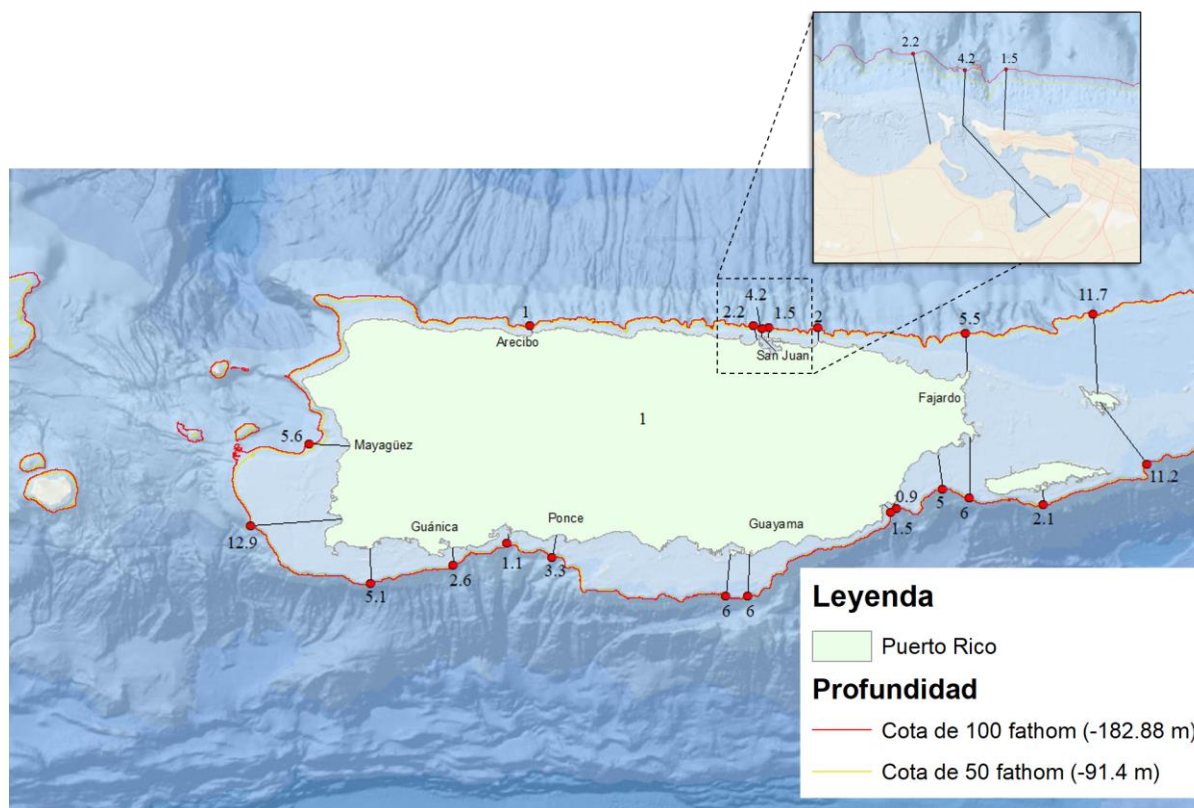 2.2
4.2
1.5
4.2
2.2
1.5
2
5.5
11.7
1
Arecibo
San Juan
Fajardo
5.6
Mayagüez
1
11.2
12.9
Guánica
Ponce
Guayama
0.9
1.5
5
6
2.1
5.1
2.6
1.1
3.3
6
6
Leyenda
Puerto Rico
Profundidad
Cota de 100 fathom (-182.88 m)
Cota de 50 fathom (-91.4 m)